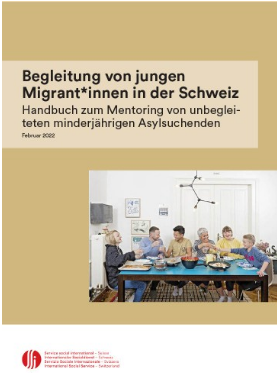 Begleitung von jungen
Migrant*innen in der Schweiz
Handbuch zum Mentoring von unbeglei-
teten minderjährigen Asylsuchenden
Februar 2022
Service social international – Suisse
Internationaler Sozialdienst – Schweiz
Servizio Sociale Internazionale – Svizzera
International Social Service – Switzerland